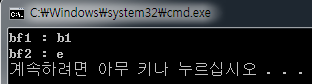 C:₩Windows₩system32₩cmd.exe
bf1 : b1
bf2 : e
계속하려면 아무 키나 누르십시오 . . .